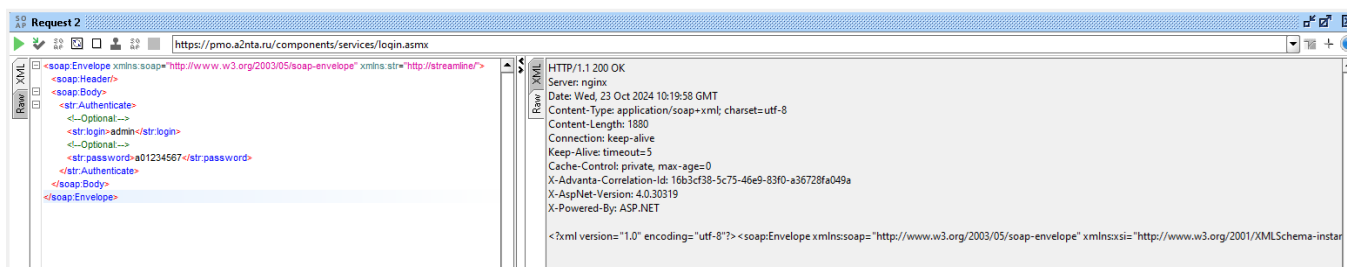 SO AP Request 2
https://pmo.a2nta.ru/components/services/login.asmx
XML
Raw
<soap:Envelope xmlns:soap="http://www.w3.org/2003/05/soap-envelope" xmlns:str="http://streamline/">
<soap:Header/>
<soap:Body>
<str:Authenticate>
<!--Optional:-->
<str:login>admin</str:login>
<!--Optional:-->
<str:password>a01234567</str:password>
</str:Authenticate>
</soap:Body>
</soap:Envelope>
XML
Raw
HTTP/1.1 200 OK
Server: nginx
Date: Wed, 23 Oct 2024 10:19:58 GMT
Content-Type: application/soap+xml; charset=utf-8
Content-Length: 1880
Connection: keep-alive
Keep-Alive: timeout=5
Cache-Control: private, max-age=0
X-Advanta-Correlation-Id: 16b3cf38-5c75-46e9-83f0-a36728fa049a
X-AspNet-Version: 4.0.30319
X-Powered-By: ASP.NET
<?xml version="1.0" encoding="utf-8"?><soap:Envelope xmlns:soap="http://www.w3.org/2003/05/soap-envelope" xmlns:xsi="http://www.w3.org/2001/XMLSchema-instar